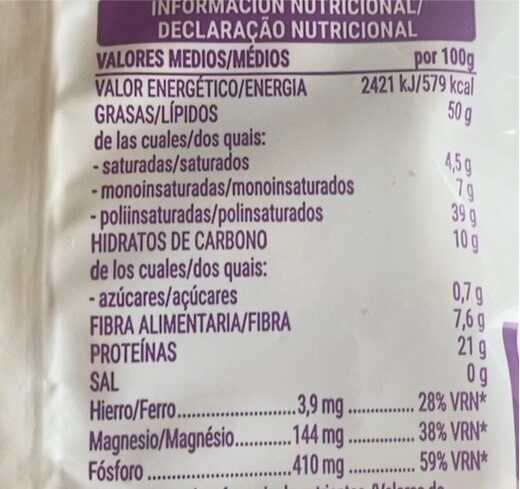 INFORMACIÓN NUTRICIONAL/
DECLARAÇÃO NUTRICIONAL
VALORES MEDIOS/MÉDIOS por 100g
VALOR ENERGÉTICO/ENERGIA 2421 kJ/579 kcal
GRASAS/LÍPIDOS 50 g
de las cuales/dos quais:
- saturadas/saturados 4,5 g
- monoinsaturadas/monoinsaturados 7 g
- poliinsaturadas/polinsaturados 39 g
HIDRATOS DE CARBONO 10 g
de los cuales/dos quais:
- azúcares/açúcares 0,7 g
FIBRA ALIMENTARIA/FIBRA 7,6 g
PROTEÍNAS 21 g
SAL 0 g
Hierro/Ferro....................3,9 mg .............. 28% VRN*
Magnesio/Magnésio..........144 mg .............. 38% VRN*
Fósforo .........................410 mg .............. 59% VRN*